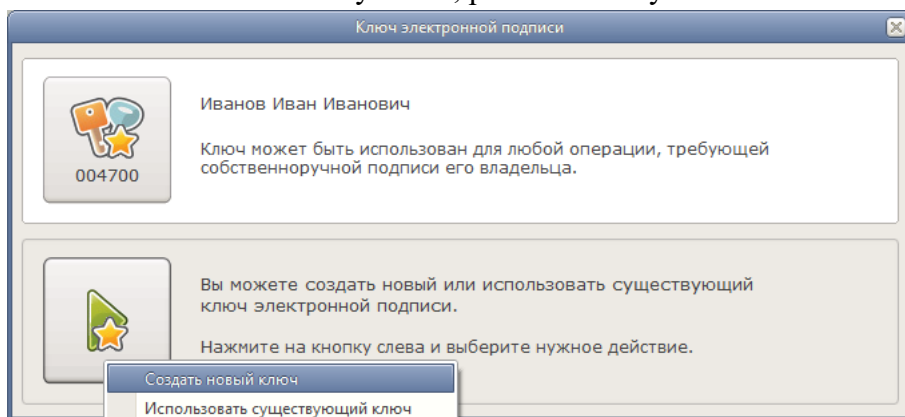 Ключ электронной подписи
Иванов Иван Иванович
Ключ может быть использован для любой операции, требующей
собственноручной подписи его владельца.
004700
Вы можете создать новый или использовать существующий
ключ электронной подписи.
Нажмите на кнопку слева и выберите нужное действие.
Создать новый ключ
Использовать существующий ключ